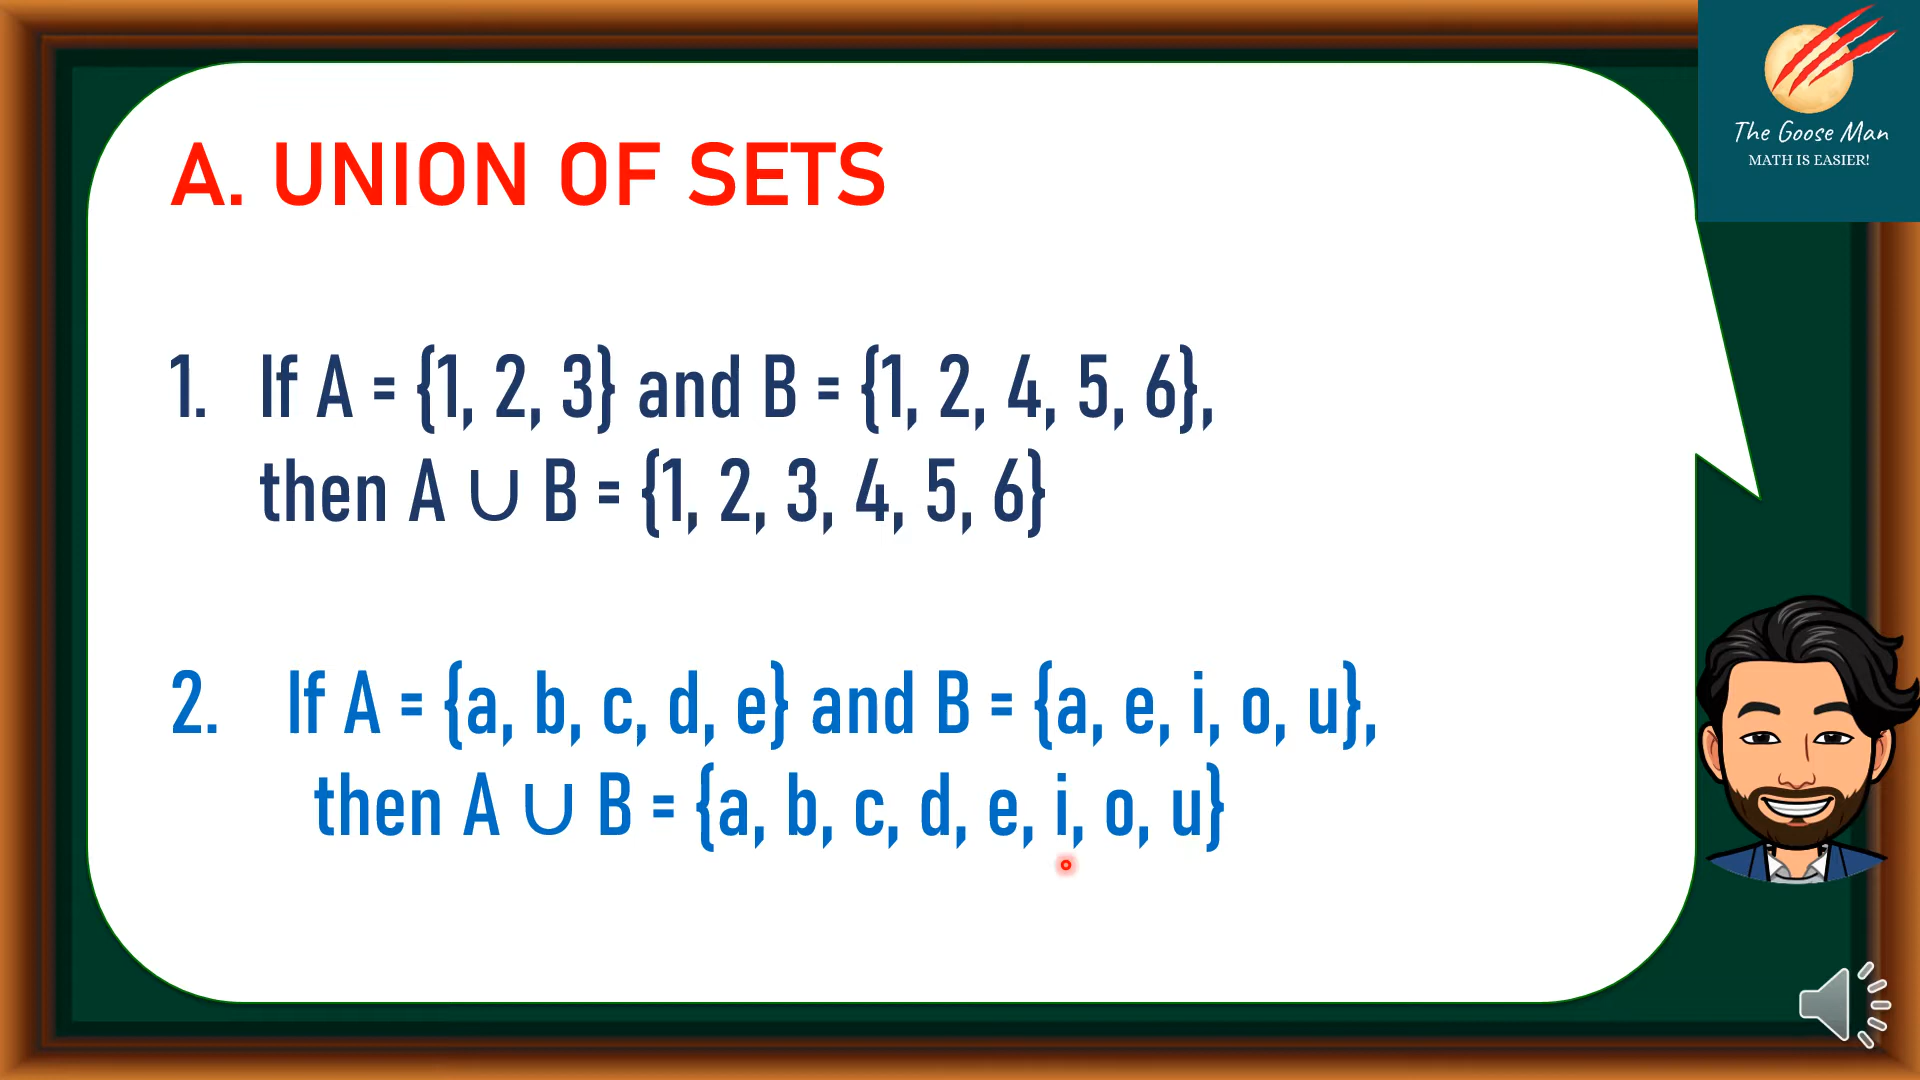 A. UNION OF SETS
1. If A = {1, 2, 3} and B = {1, 2, 4, 5, 6},
then A ∪ B = {1, 2, 3, 4, 5, 6}
2. If A = {a, b, c, d, e} and B = {a, e, i, o, u},
then A ∪ B = {a, b, c, d, e, i, o, u}
The Goose Man
MATH IS EASIER!